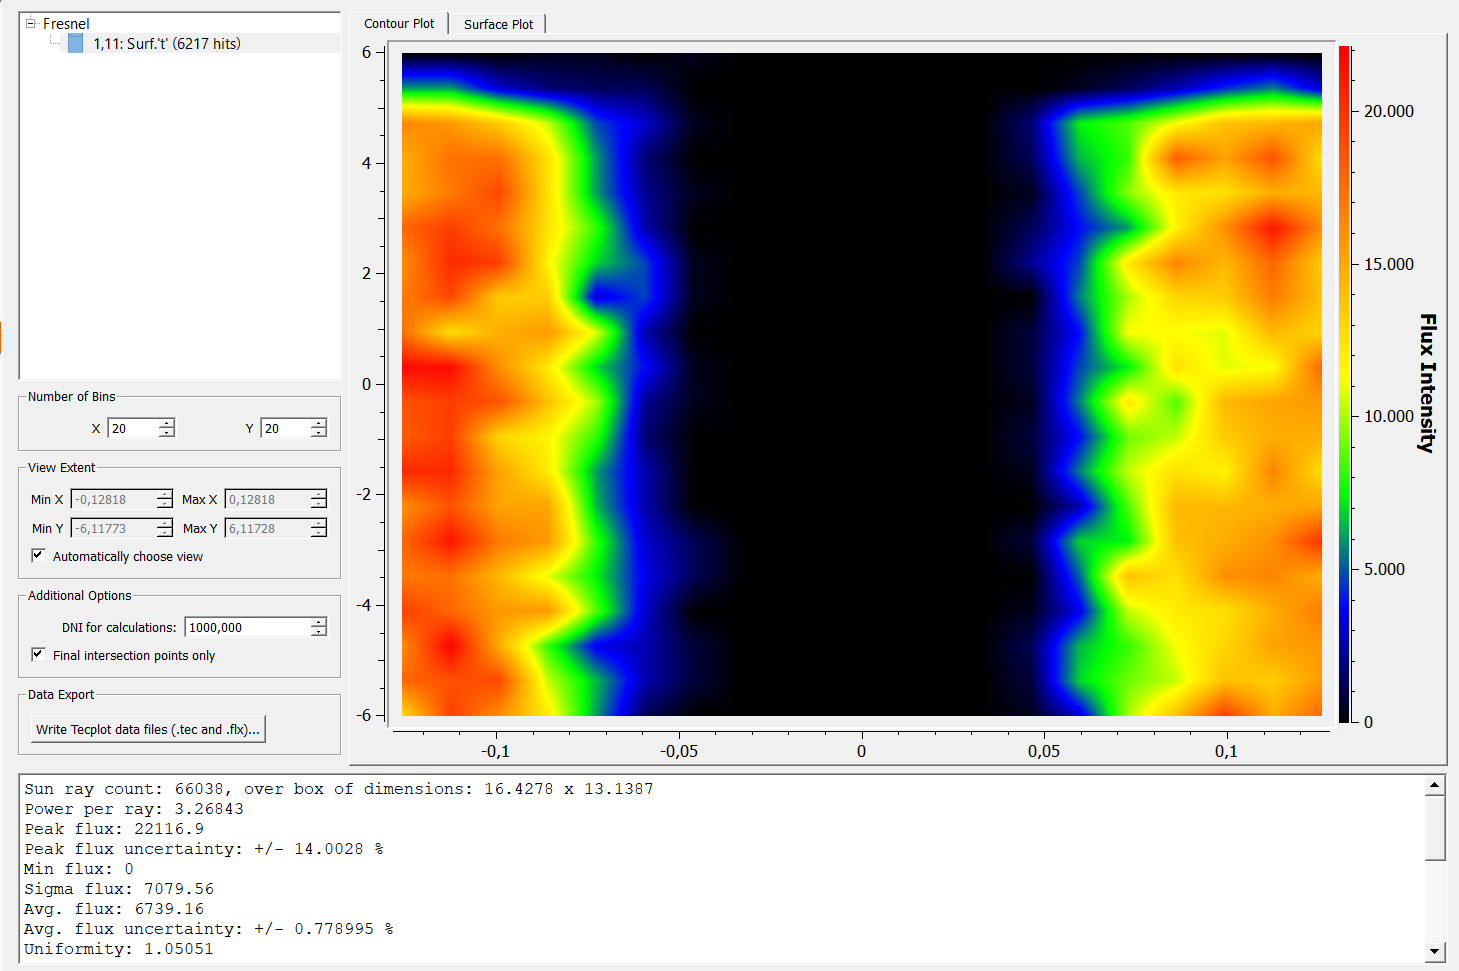 Fresnel
1,11: Surf.'t' (6217 hits)
Number of Bins
X 20 Y 20
View Extent
Min X -0,12818 Max X 0,12818
Min Y -6,11773 Max Y 6,11728
Automatically choose view
Additional Options
DNI for calculations: 1000,000
Final intersection points only
Data Export
Write Tecplot data files (.tec and .flx)...
Contour Plot Surface Plot
6
4
2
0
-2
-4
-6
-0,1 -0,05 0 0,05 0,1
20.000
15.000
10.000
5.000
0
Flux Intensity
Sun ray count: 66038, over box of dimensions: 16.4278 x 13.1387
Power per ray: 3.26843
Peak flux: 22116.9
Peak flux uncertainty: +/- 14.0028 %
Min flux: 0
Sigma flux: 7079.56
Avg. flux: 6739.16
Avg. flux uncertainty: +/- 0.778995 %
Uniformity: 1.05051